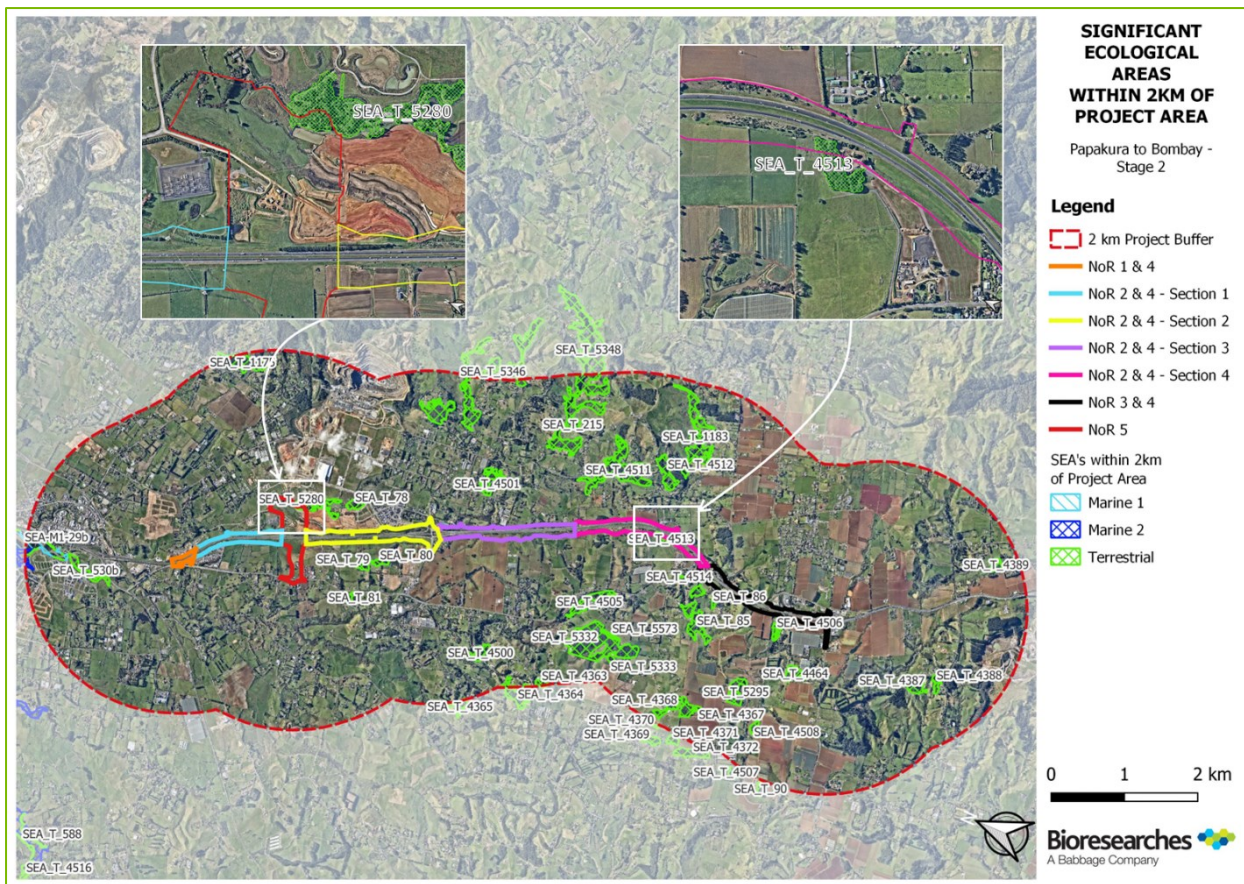 SIGNIFICANT
ECOLOGICAL
AREAS
WITHIN 2KM OF
PROJECT AREA
Papakura to Bombay -
Stage 2
Legend
2 km Project Buffer
NoR 1 & 4
NoR 2 & 4 - Section 1
NoR 2 & 4 - Section 2
NoR 2 & 4 - Section 3
NoR 2 & 4 - Section 4
NoR 3 & 4
NoR 5
SEA's within 2km
of Project Area
Marine 1
Marine 2
Terrestrial
0 1 2 km
Bioresearches
A Babbage Company
SEA_T_5280
SEA_T_4513
SEA_T_5348
SEA_T_1175
SEA_T_5346
SEA_T_215
SEA_T_1183
SEA_T_4511
SEA_T_4512
SEA_T_4501
SEA_T_5280
SEA_T_78
SEA-M1-29b
SEA_T_4513
SEA_T_79
SEA_T_80
SEA_T_530b
SEA_T_4514
SEA_T_4389
SEA_T_81
SEA_T_4505
SEA_T_86
SEA_T_85
SEA_T_4506
SEA_T_5332
SEA_T_5573
SEA_T_4500
SEA_T_5333
SEA_T_4464
SEA_T_4363
SEA_T_4364
SEA_T_5295
SEA_T_4387
SEA_T_4388
SEA_T_4365
SEA_T_4368
SEA_T_4367
SEA_T_4370
SEA_T_4369
SEA_T_4371
SEA_T_4508
SEA_T_4372
SEA_T_4507
SEA_T_90
SEA_T_588
SEA_T_4516